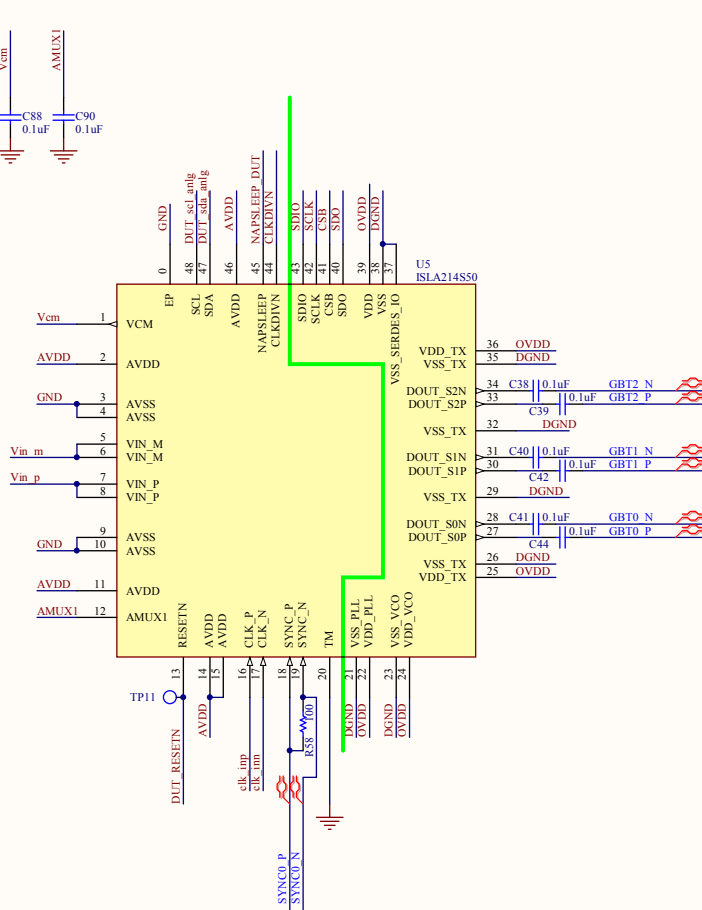 Vcm
AMUX1
C88
0.1uF
C90
0.1uF
GND
DUT_scl_anlg
DUT_sda_anlg
AVDD
NAPSLEEP_DUT
CLKDIVN
SDIO
SCLK
CSB
SDO
OVDD
DGND
0
48
47
46
45
44
43
42
41
40
39
38
37
U5
ISLA214S50
EP
SCL
SDA
AVDD
NAPSLEEP
CLKDIVN
SDIO
SCLK
CSB
SDO
VDD
VSS
VSS_SERDES_IO
Vcm 1 VCM
AVDD 2 AVDD
GND 3 AVSS
4 AVSS
5 VIN_M
Vin_m 6 VIN_M
Vin_p 7 VIN_P
8 VIN_P
9 AVSS
GND 10 AVSS
AVDD 11 AVDD
AMUX1 12 AMUX1
VDD_TX 36 OVDD
VSS_TX 35 DGND
DOUT_S2N 34 C38 0.1uF GBT2_N
DOUT_S2P 33 C39 0.1uF GBT2_P
VSS_TX 32 DGND
DOUT_S1N 31 C40 0.1uF GBT1_N
DOUT_S1P 30 C42 0.1uF GBT1_P
VSS_TX 29 DGND
DOUT_S0N 28 C41 0.1uF GBT0_N
DOUT_S0P 27 C44 0.1uF GBT0_P
VSS_TX 26 DGND
VDD_TX 25 OVDD
RESETN
AVDD
AVDD
CLK_P
CLK_N
SYNC_P
SYNC_N
TM
VSS_PLL
VDD_PLL
VSS_VCO
VDD_VCO
13
14
15
16
17
18
19
20
21
22
23
24
TP11
DUT_RESETN
AVDD
clk_inp
clk_inn
R58
100
DGND
OVDD
DGND
OVDD
SYNC0_P
SYNC0_N